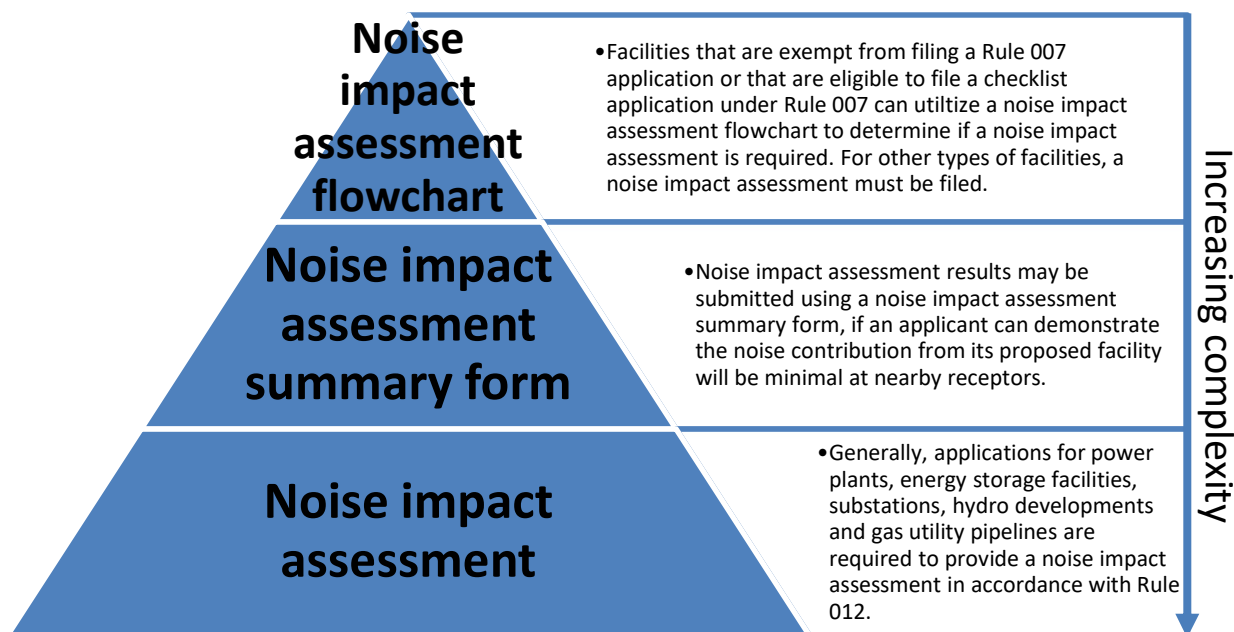 Noise
impact
assessment
flowchart
•Facilities that are exempt from filing a Rule 007
application or that are eligible to file a checklist
application under Rule 007 can utiltize a noise impact
assessment flowchart to determine if a noise impact
assessment is required. For other types of facilities, a
noise impact assessment must be filed.
Noise impact
assessment
summary form
•Noise impact assessment results may be
submitted using a noise impact assessment
summary form, if an applicant can demonstrate
the noise contribution from its proposed facility
will be minimal at nearby receptors.
Noise impact
assessment
•Generally, applications for power
plants, energy storage facilities,
substations, hydro developments
and gas utility pipelines are
required to provide a noise impact
assessment in accordance with Rule
012.
Increasing complexity